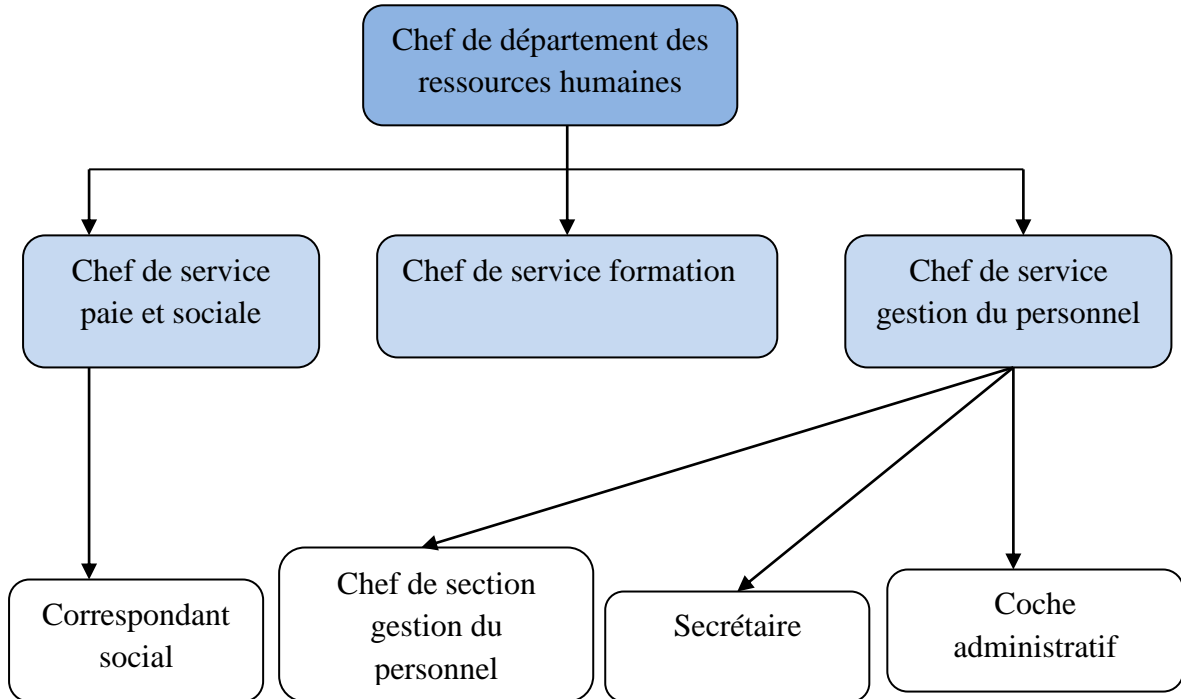 Chef de département des
ressources humaines
Chef de service
paie et sociale
Chef de service formation
Chef de service
gestion du personnel
Correspondant
social
Chef de section
gestion du
personnel
Secrétaire
Coche
administratif